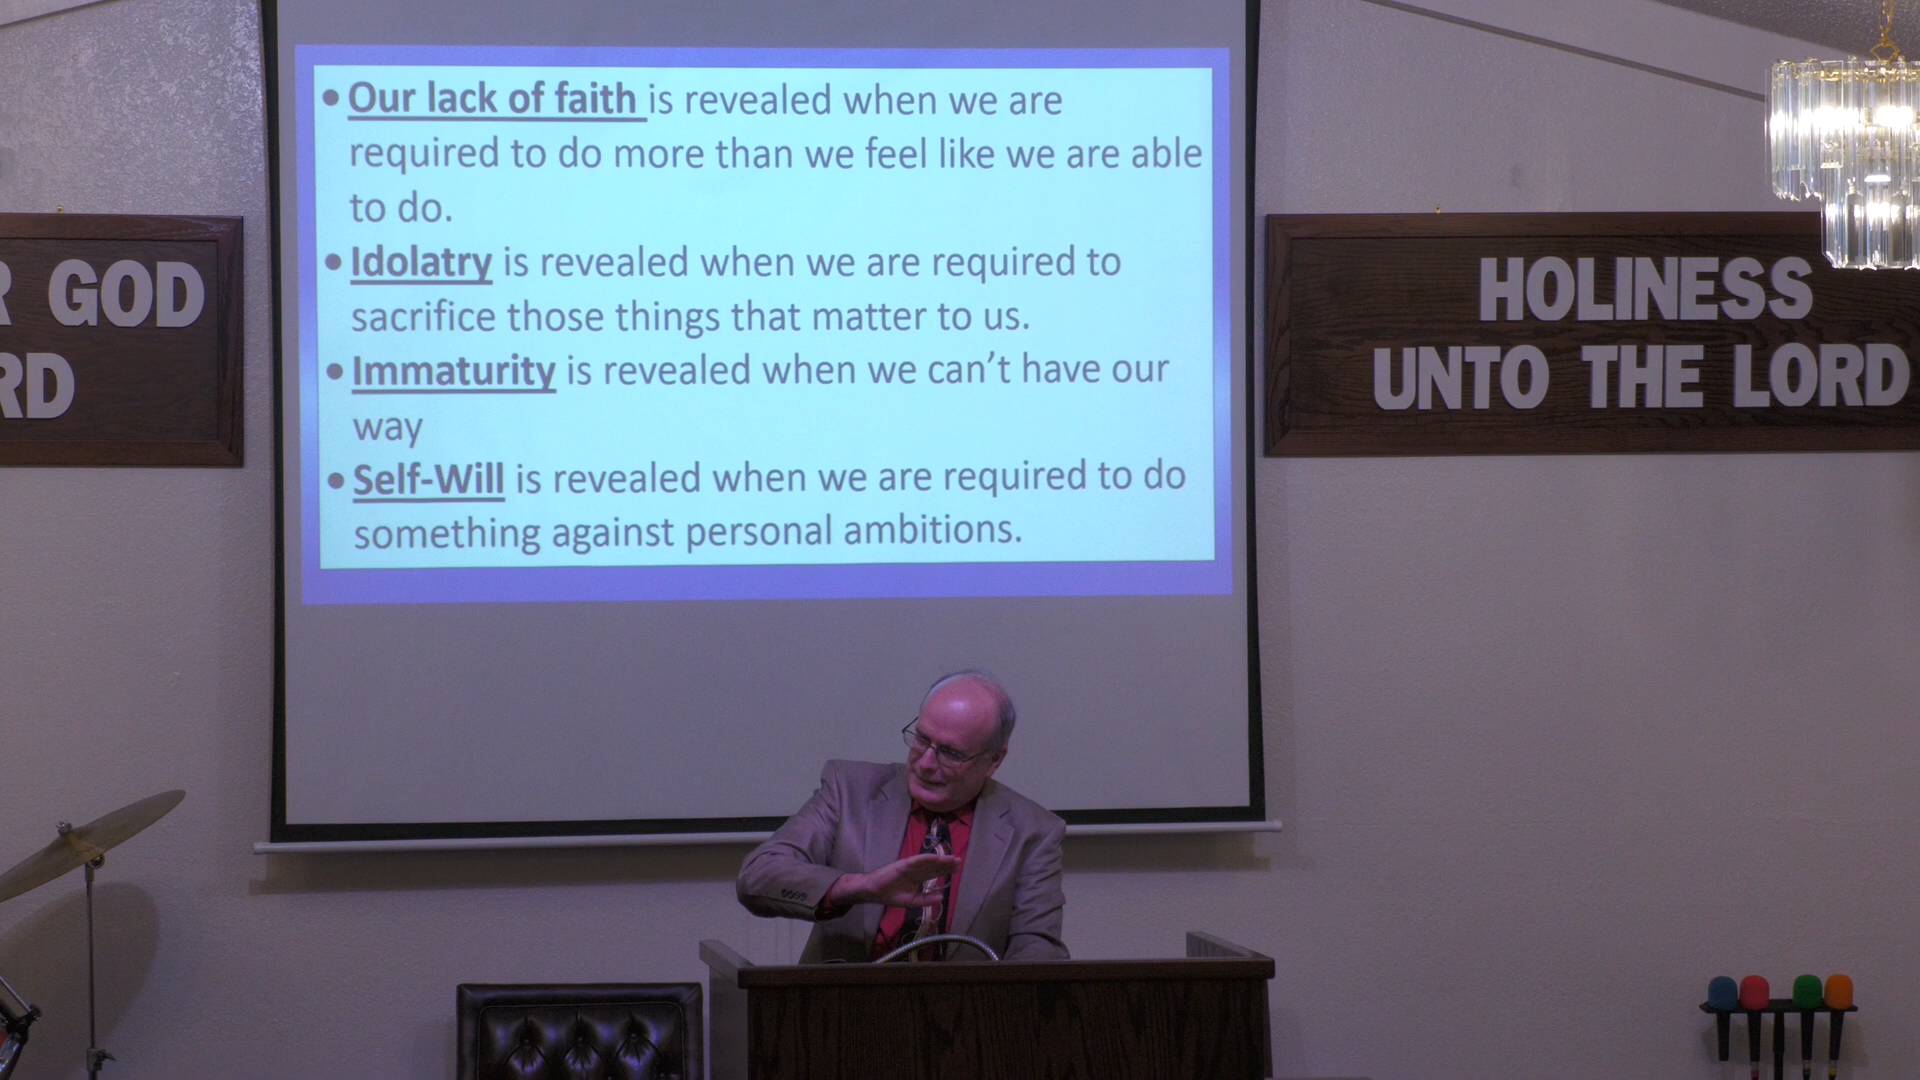 • Our lack of faith is revealed when we are
required to do more than we feel like we are able
to do.
• Idolatry is revealed when we are required to
sacrifice those things that matter to us.
• Immaturity is revealed when we can't have our
way
• Self-Will is revealed when we are required to do
something against personal ambitions.
GOD
HOLINESS
UNTO THE LORD